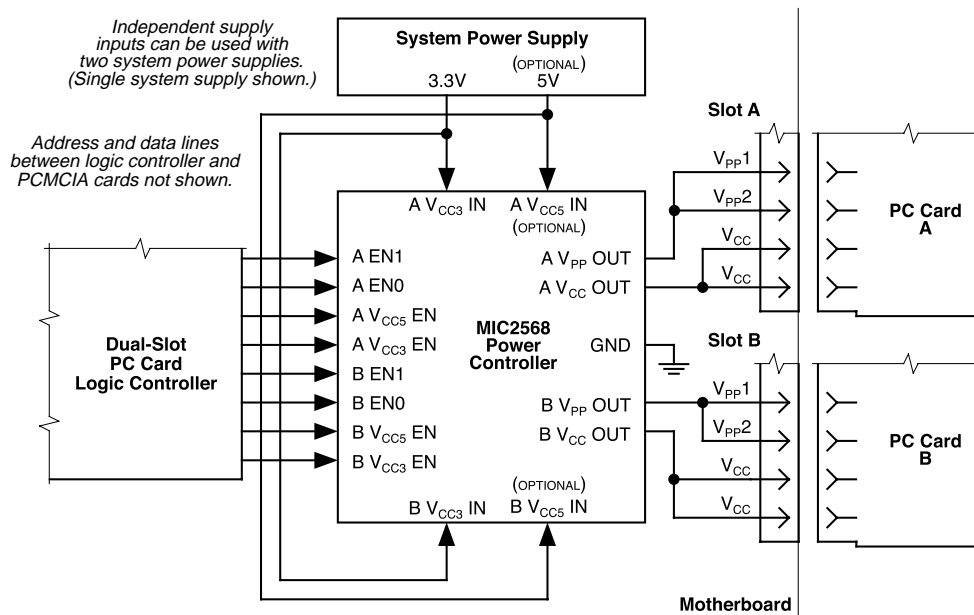 Independent supply
inputs can be used with
two system power supplies.
(Single system supply shown.)
System Power Supply
(OPTIONAL)
3.3V
5V
Address and data lines
between logic controller and
PCMCIA cards not shown.
Dual-Slot
PC Card
Logic Controller
A VCC3 IN
A VCC5 IN
(OPTIONAL)
A EN1
A EN0
A VCC5 EN
A VCC3 EN
B EN1
B EN0
B VCC5 EN
B VCC3 EN
MIC2568
Power
Controller
A VPP OUT
A VCC OUT
GND
B VPP OUT
B VCC OUT
(OPTIONAL)
B VCC3 IN
B VCC5 IN
Slot A
VPP1
VPP2
VCC
VCC
PC Card
A
Slot B
VPP1
VPP2
VCC
VCC
PC Card
B
Motherboard